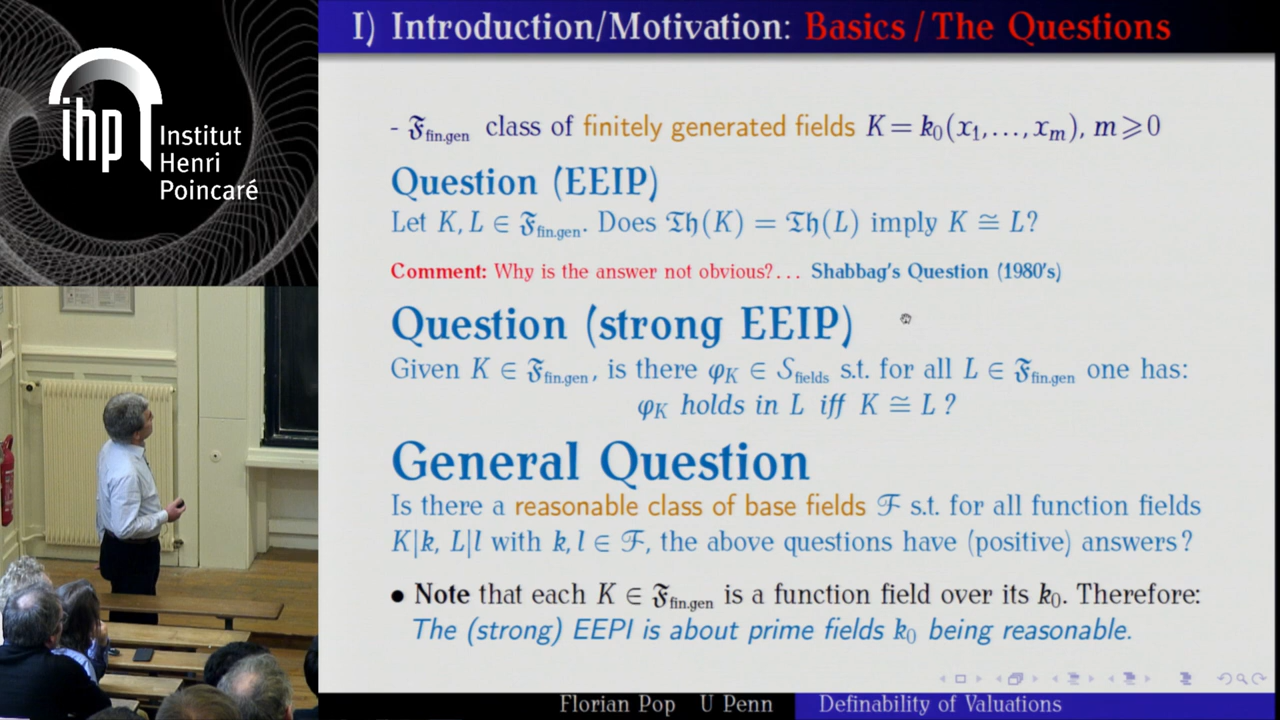 ihp
Institut
Henri
Poincaré
I) Introduction/Motivation: Basics / The Questions
- 𝔉fin.gen class of finitely generated fields K = k₀(x₁,…,xₘ), m ⩾ 0
Question (EEIP)
Let K, L ∈ 𝔉fin.gen. Does 𝔗𝔥(K) = 𝔗𝔥(L) imply K ≅ L?
Comment: Why is the answer not obvious?… Shabbag's Question (1980's)
Question (strong EEIP)
Given K ∈ 𝔉fin.gen, is there φK ∈ 𝒮fields s.t. for all L ∈ 𝔉fin.gen one has:
φK holds in L iff K ≅ L ?
General Question
Is there a reasonable class of base fields ℱ s.t. for all function fields
K|k, L|l with k, l ∈ ℱ, the above questions have (positive) answers?
• Note that each K ∈ 𝔉fin.gen is a function field over its k₀. Therefore:
The (strong) EEPI is about prime fields k₀ being reasonable.
Florian Pop U Penn Definability of Valuations